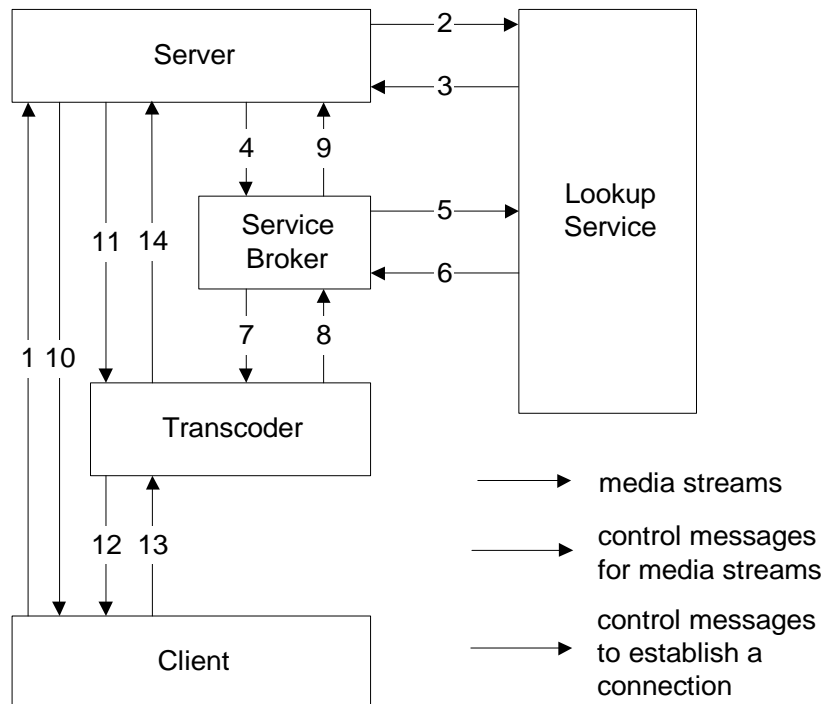 Server
2
3
4
9
Lookup
Service
5
Service
Broker
11
14
6
7
8
1
10
Transcoder
media streams
12
13
control messages
for media streams
control messages
to establish a
connection
Client